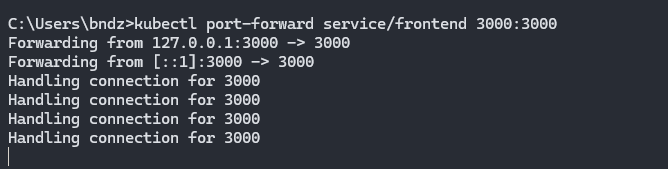 C:\Users\bndz>kubectl port-forward service/frontend 3000:3000
Forwarding from 127.0.0.1:3000 -> 3000
Forwarding from [::1]:3000 -> 3000
Handling connection for 3000
Handling connection for 3000
Handling connection for 3000
Handling connection for 3000